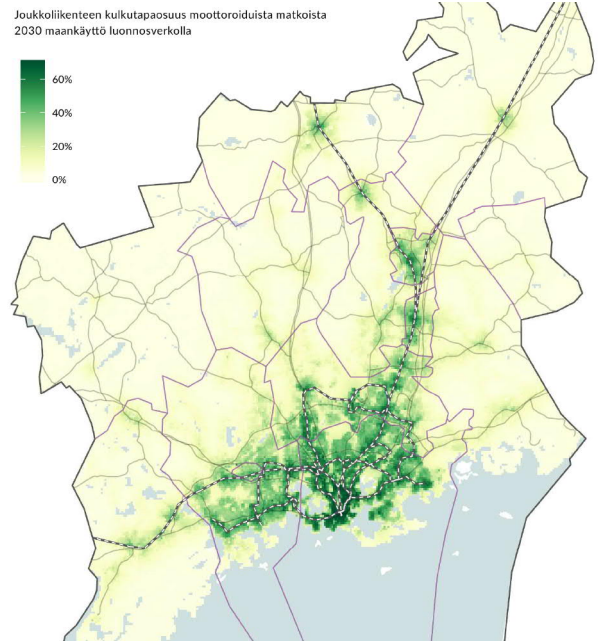 Joukkoliikenteen kulkutapaosuus moottoroiduista matkoista
2030 maankäyttö luonnosverkolla
60%
40%
20%
0%